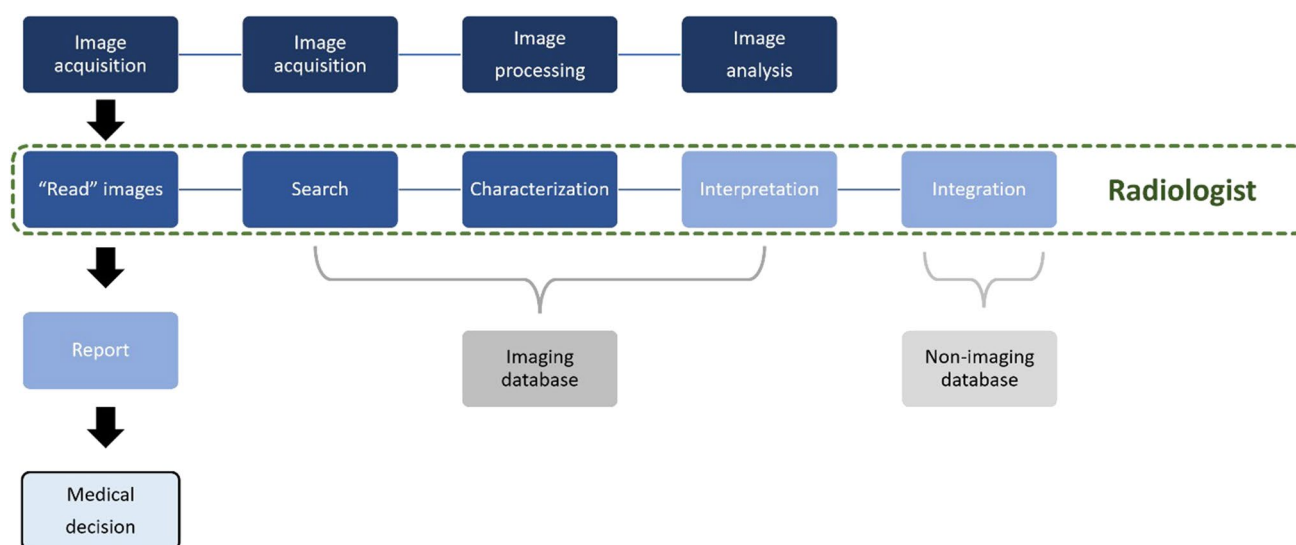 Image
acquisition
Image
acquisition
Image
processing
Image
analysis
“Read” images
Search
Characterization
Interpretation
Integration
Radiologist
Report
Imaging
database
Non-imaging
database
Medical
decision